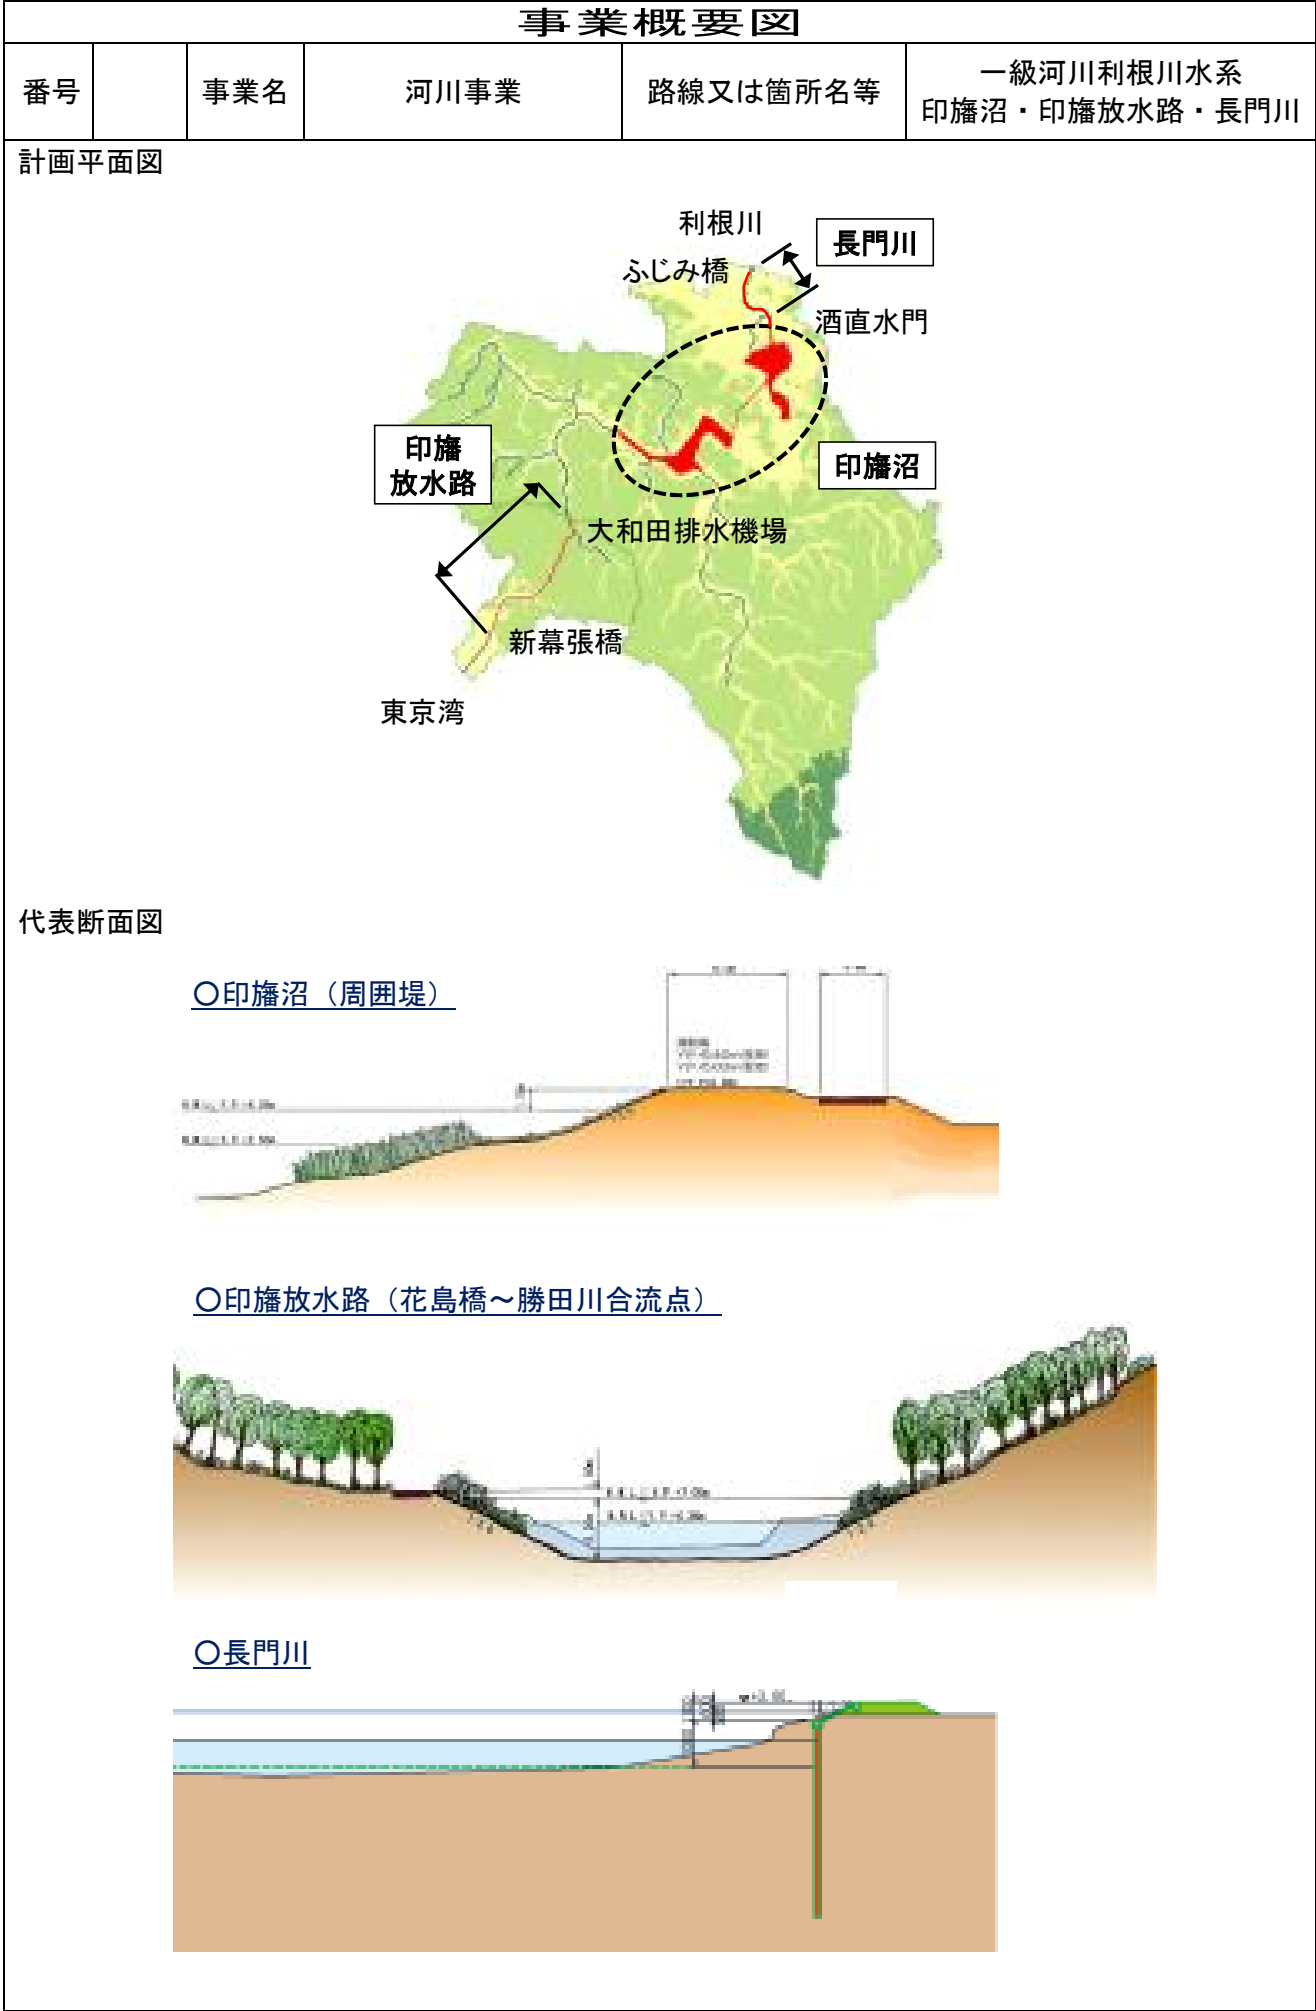 事業概要図
番号
事業名
河川事業
路線又は箇所名等
一級河川利根川水系
印旛沼・印旛放水路・長門川
計画平面図
利根川
長門川
ふじみ橋
酒直水門
印旛
放水路
印旛沼
大和田排水機場
新幕張橋
東京湾
代表断面図
〇印旛沼（周囲堤）
〇印旛放水路（花島橋～勝田川合流点）
〇長門川